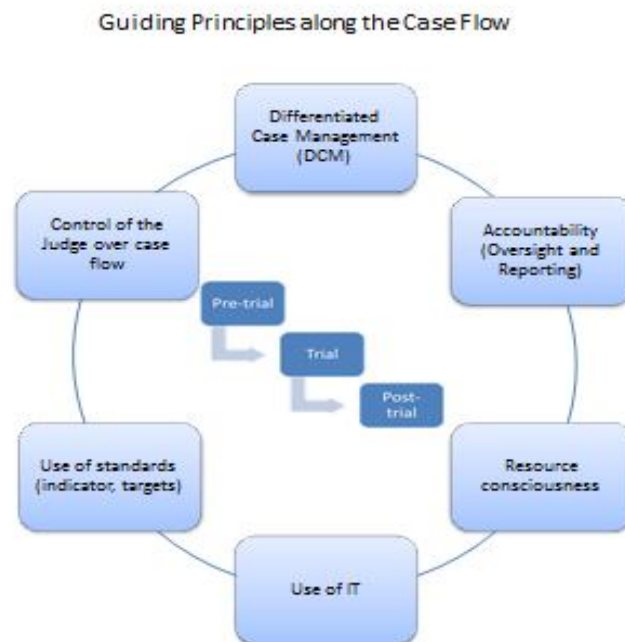 Guiding Principles along the Case Flow
Differentiated
Case Management
(DCM)
Control of the
Judge over case
flow
Accountability
(Oversight and
Reporting)
Pre-trial
Trial
Post-
trial
Use of standards
(indicator, targets)
Resource
consciousness
Use of IT